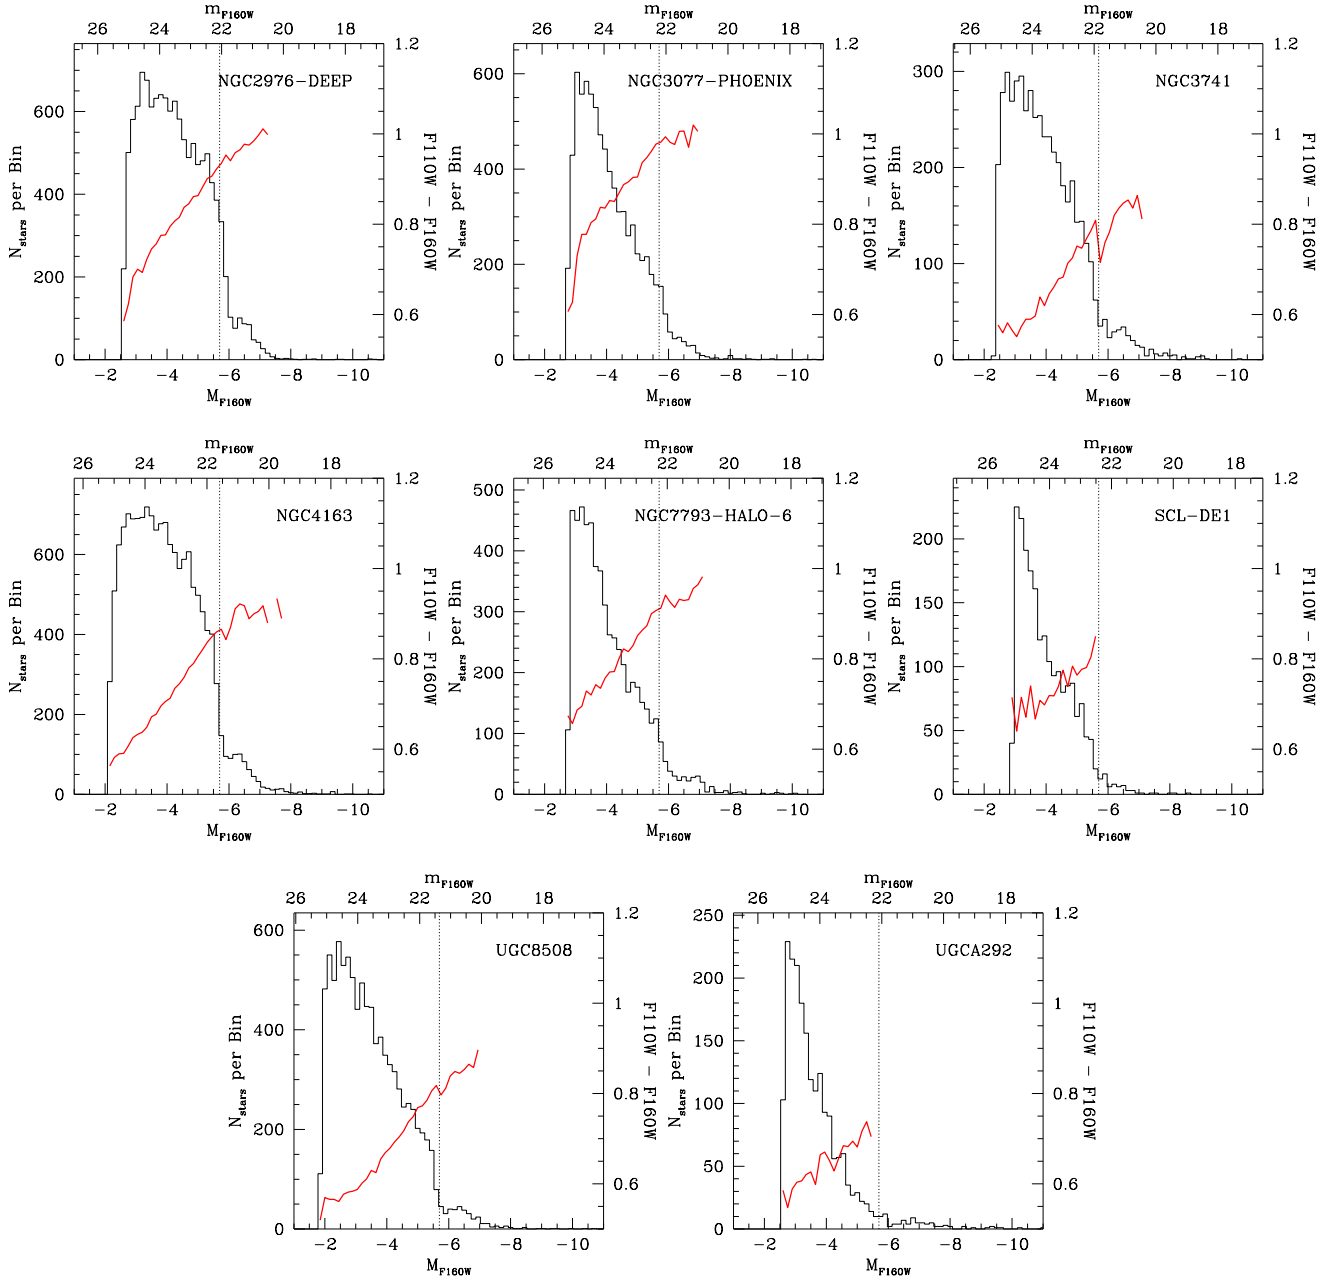 m_F160W m_F160W m_F160W
26 24 22 20 18 26 24 22 20 18 26 24 22 20 18
NGC2976-DEEP NGC3077-PHOENIX NGC3741
N_stars per Bin N_stars per Bin N_stars per Bin
0 200 400 600 0 200 400 600 0 100 200 300
F110W - F160W F110W - F160W F110W - F160W
0.6 0.8 1 1.2 0.6 0.8 1 1.2 0.6 0.8 1 1.2
-2 -4 -6 -8 -10 -2 -4 -6 -8 -10 -2 -4 -6 -8 -10
M_F160W M_F160W M_F160W
m_F160W m_F160W m_F160W
26 24 22 20 18 26 24 22 20 18 26 24 22 20 18
NGC4163 NGC7793-HALO-6 SCL-DE1
N_stars per Bin N_stars per Bin N_stars per Bin
0 200 400 600 0 100 200 300 400 500 0 50 100 150 200
F110W - F160W F110W - F160W F110W - F160W
0.6 0.8 1 1.2 0.6 0.8 1 1.2 0.6 0.8 1 1.2
-2 -4 -6 -8 -10 -2 -4 -6 -8 -10 -2 -4 -6 -8 -10
M_F160W M_F160W M_F160W
m_F160W m_F160W
26 24 22 20 18 26 24 22 20 18
UGC8508 UGCA292
N_stars per Bin N_stars per Bin
0 200 400 600 0 50 100 150 200 250
F110W - F160W F110W - F160W
0.6 0.8 1 1.2 0.6 0.8 1 1.2
-2 -4 -6 -8 -10 -2 -4 -6 -8 -10
M_F160W M_F160W